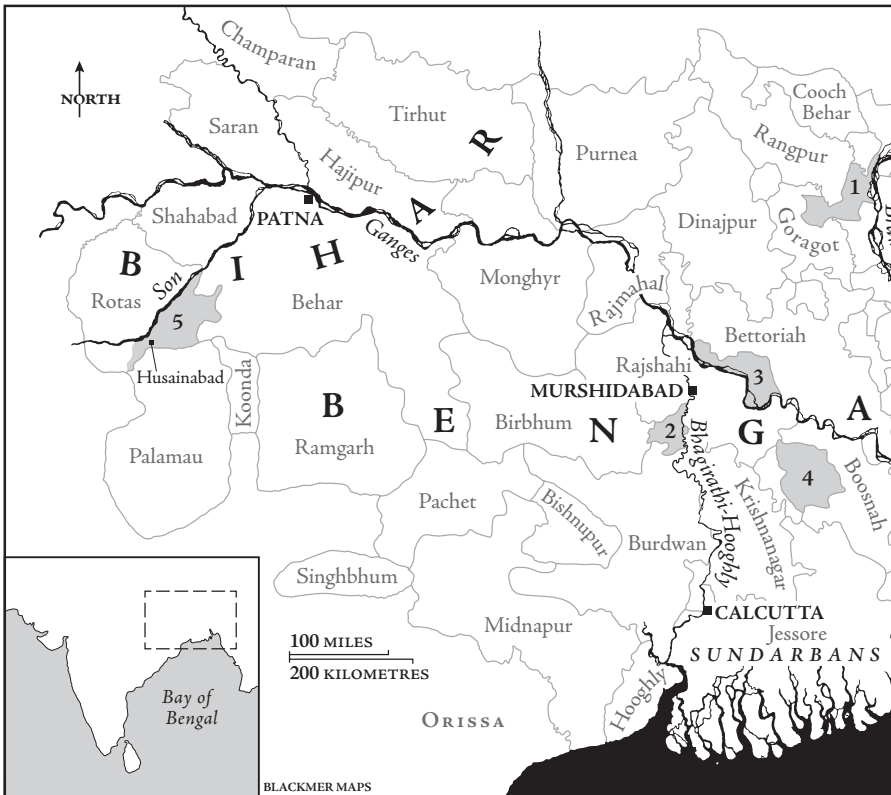 Champaran
NORTH
Saran
Tirhut
Hajipur
Purnea
Cooch
Behar
Rangpur
1
Goragot
Dinajpur
PATNA
Shahabad
Ganges
B I H A R
Rotas
Son
5
Behar
Monghyr
Rajmahal
Bettoriah
Husainabad
Koonda
Rajshahi
3
MURSHIDABAD
B E N G A
Ramgarh
Birbhum
2
Palamau
4
Boosnah
Bhagirathi-Hooghly
Krishnanagar
Pachet
Bishnupur
Burdwan
Singhbhum
Midnapur
CALCUTTA
Jessore
SUNDARBANS
100 MILES
200 KILOMETRES
Hooghly
ORISSA
Bay of
Bengal
BLACKMER MAPS